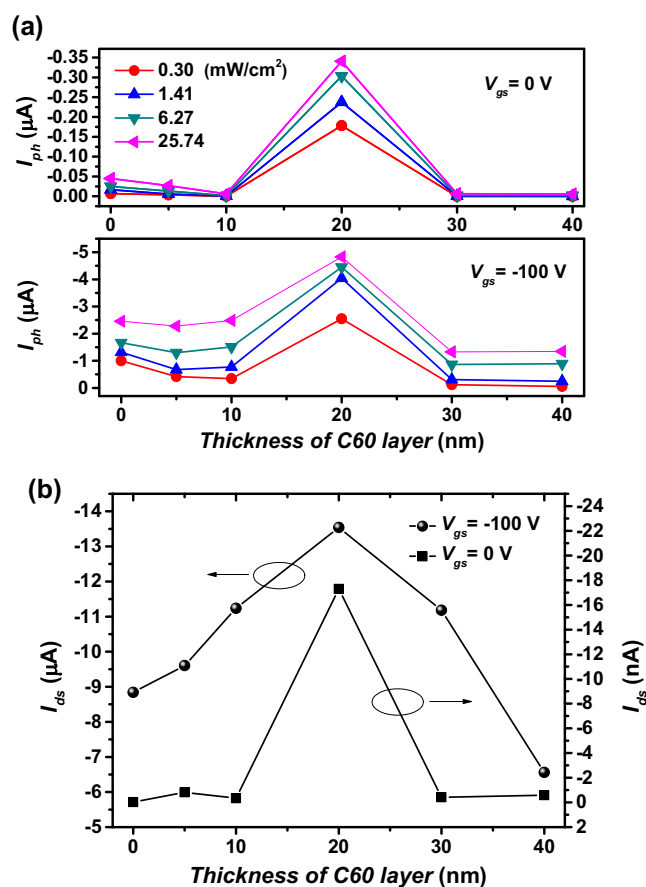 (a)
-0.35
-0.30
-0.25
-0.20
-0.15
-0.10
-0.05
0.00
I_ph (μA)
0.30 (mW/cm²)
1.41
6.27
25.74
V_gs= 0 V
0 10 20 30 40
-5
-4
-3
-2
-1
0
I_ph (μA)
V_gs= -100 V
0 10 20 30 40
Thickness of C60 layer (nm)
(b)
-14
-13
-12
-11
-10
-9
-8
-7
-6
-5
I_ds (μA)
V_gs= -100 V
V_gs= 0 V
-24
-22
-20
-18
-16
-14
-12
-10
-8
-6
-4
-2
0
2
I_ds (nA)
0 10 20 30 40
Thickness of C60 layer (nm)